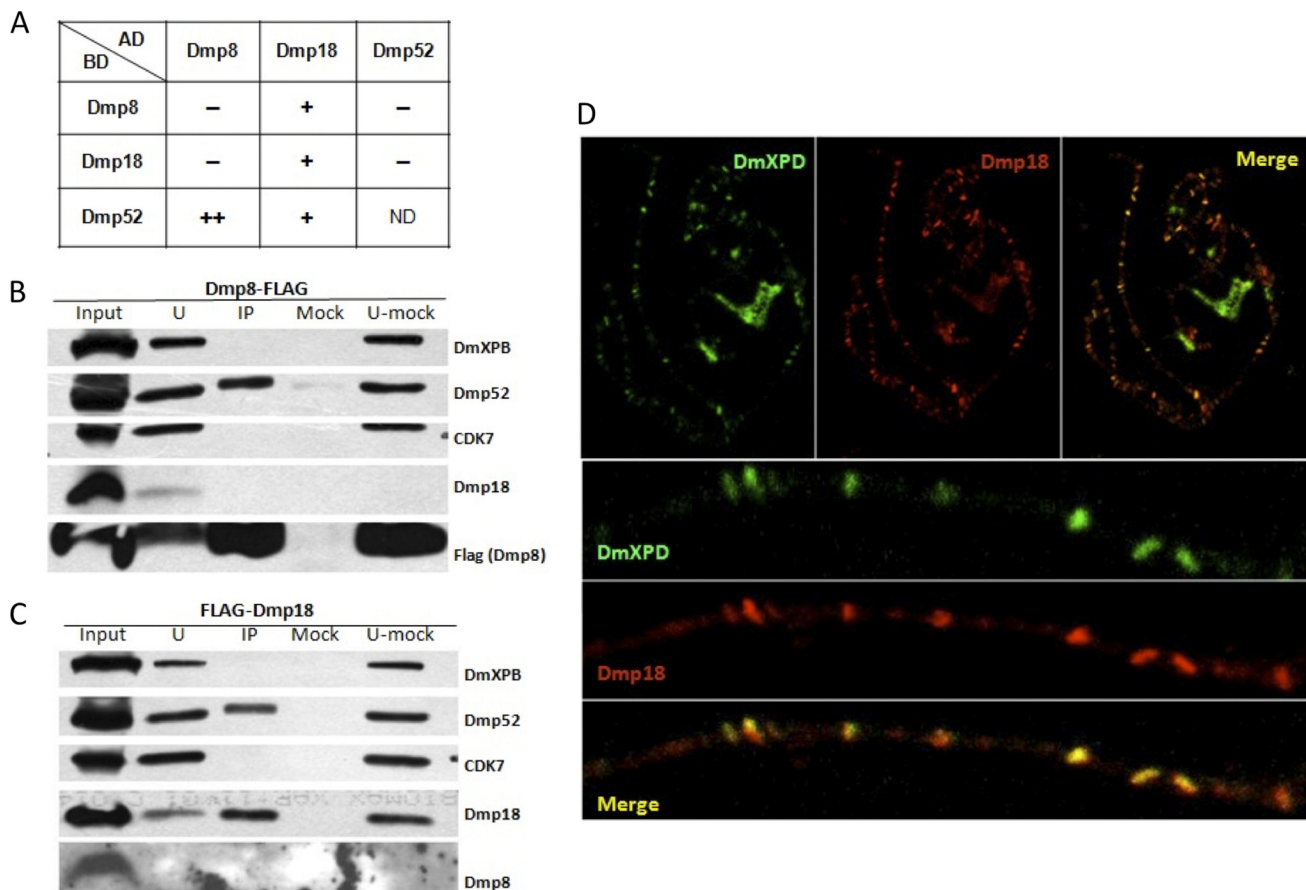 A
AD
BD
Dmp8 Dmp18 Dmp52
Dmp8 – + –
Dmp18 – + –
Dmp52 ++ + ND
B
Dmp8-FLAG
Input U IP Mock U-mock
DmXPB
Dmp52
CDK7
Dmp18
Flag (Dmp8)
C
FLAG-Dmp18
Input U IP Mock U-mock
DmXPB
Dmp52
CDK7
Dmp18
Dmp8
D
DmXPD Dmp18 Merge
DmXPD
Dmp18
Merge